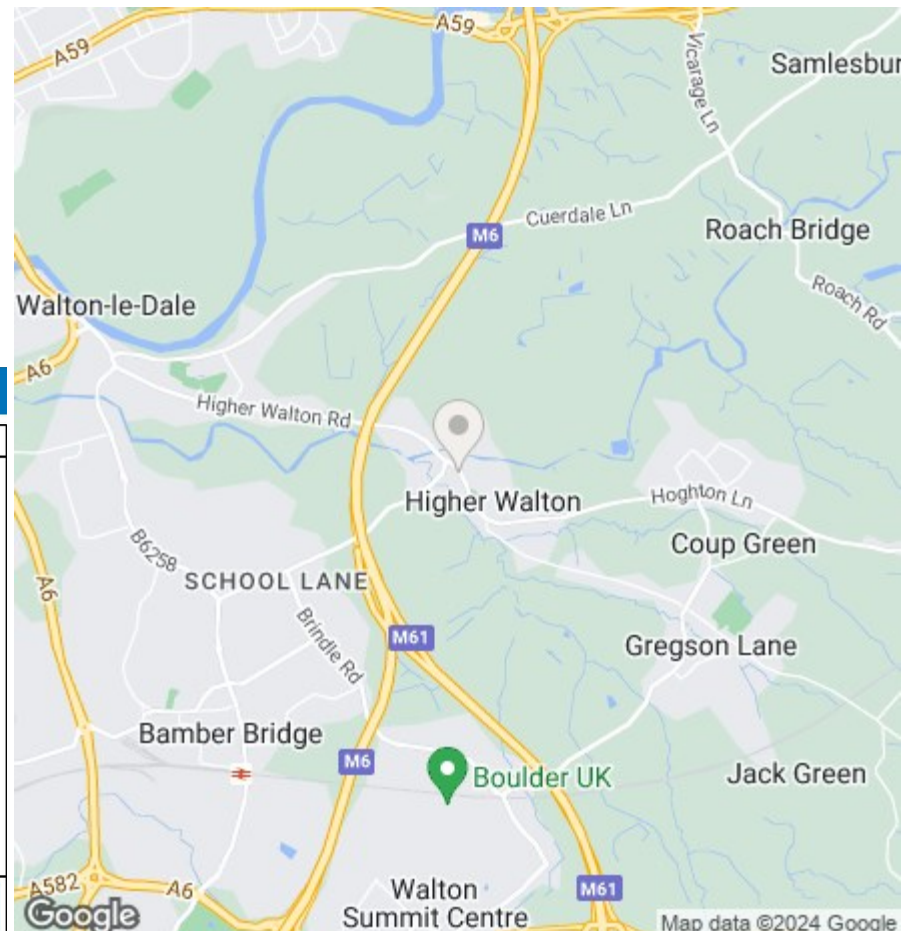 A59
A59
Vicarage Ln
Samlesbur
Cuerdale Ln
M6
Roach Bridge
Roach Rd
Walton-le-Dale
A6
Higher Walton Rd
Higher Walton
Hoghton Ln
Coup Green
B6258
SCHOOL LANE
A6
Brindle Rd
M61
Gregson Lane
Bamber Bridge
M6
Boulder UK
Jack Green
A582
A6
Walton
Summit Centre
M61
Google
Map data ©2024 Google